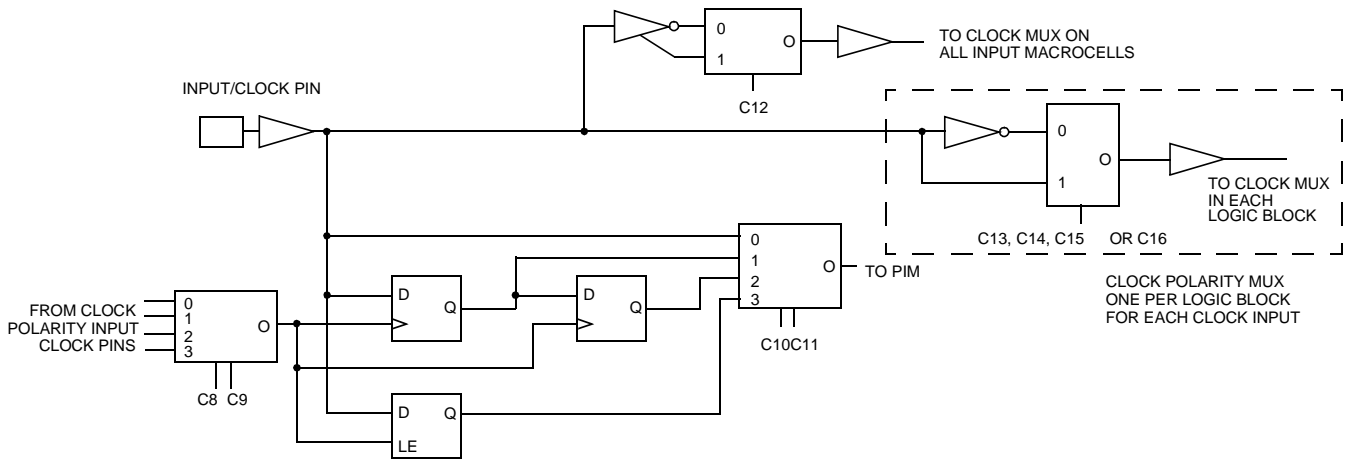 0
1
O
C12
TO CLOCK MUX ON
ALL INPUT MACROCELLS
INPUT/CLOCK PIN
0
1
O
TO CLOCK MUX
IN EACH
LOGIC BLOCK
C13, C14, C15 OR C16
CLOCK POLARITY MUX
ONE PER LOGIC BLOCK
FOR EACH CLOCK INPUT
0
1
2
3
O
TO PIM
C10C11
D
Q
D
Q
FROM CLOCK
POLARITY INPUT
CLOCK PINS
0
1
2
3
O
C8 C9
D
Q
LE